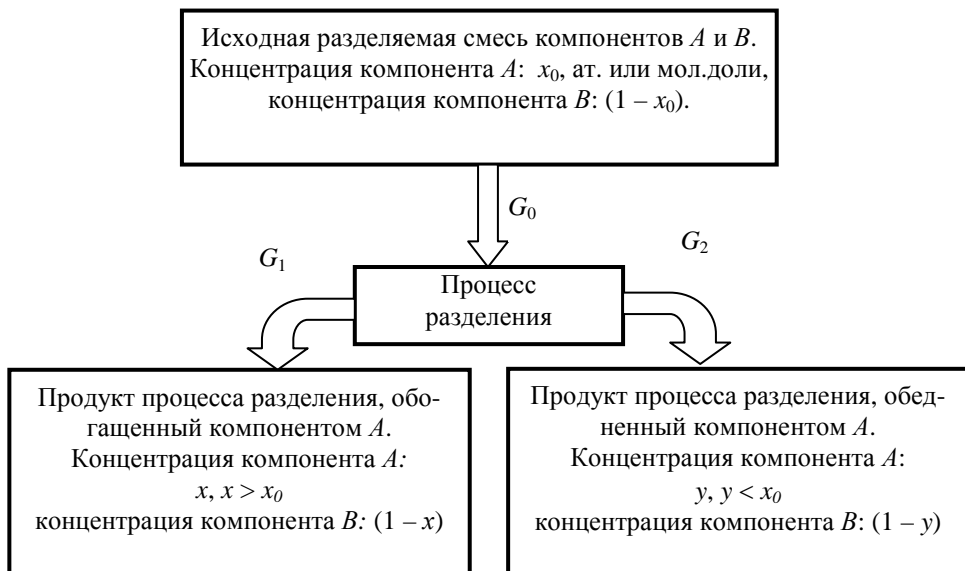 Исходная разделяемая смесь компонентов A и B.
Концентрация компонента A: x₀, ат. или мол.доли,
концентрация компонента B: (1 – x₀).
G₀
G₁
G₂
Процесс
разделения
Продукт процесса разделения, обо-
гащенный компонентом A.
Концентрация компонента A:
x, x > x₀
концентрация компонента B: (1 – x)
Продукт процесса разделения, обед-
ненный компонентом A.
Концентрация компонента A:
y, y < x₀
концентрация компонента B: (1 – y)